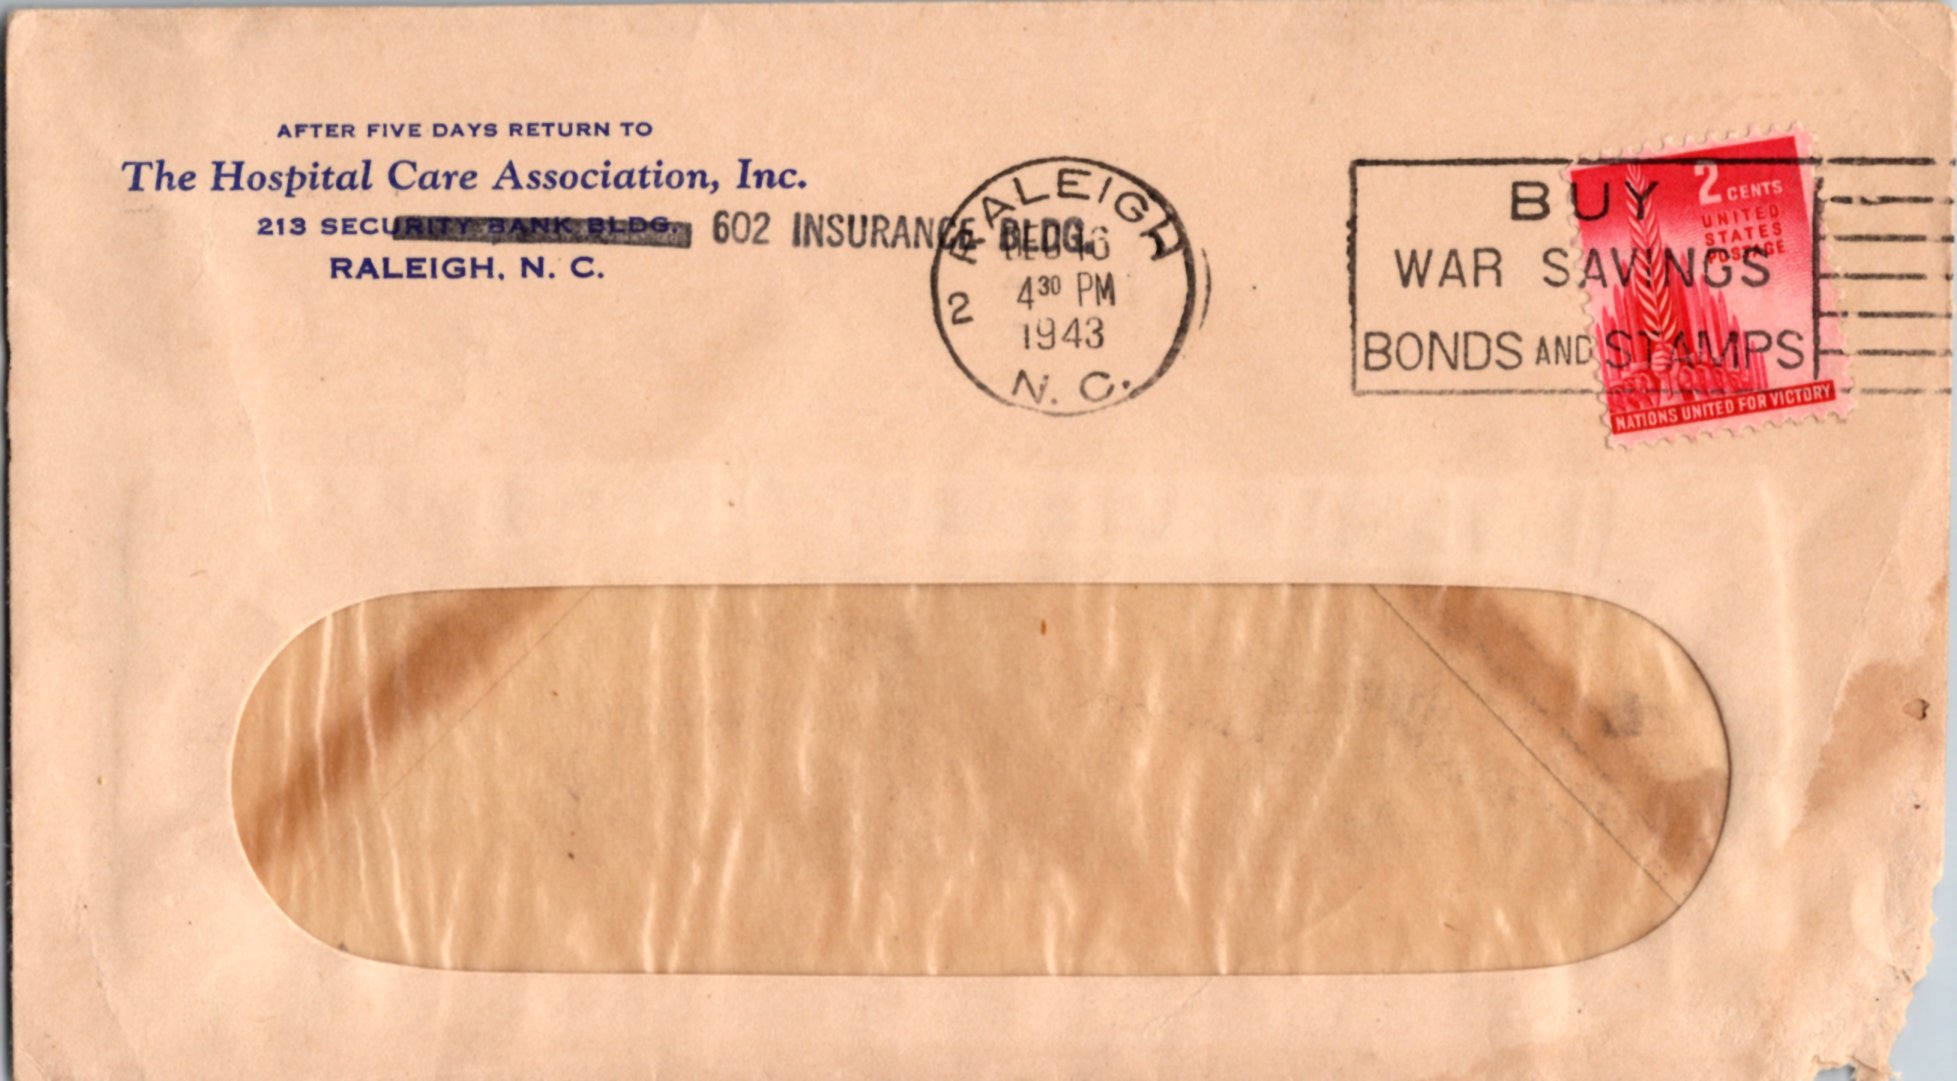 AFTER FIVE DAYS RETURN TO
The Hospital Care Association, Inc.
213 SECURITY BANK BLDG. 602 INSURANCE BLDG.
RALEIGH, N. C.
RALEIGH
2
4 30 PM
1943
N. C.
BUY
WAR SAVINGS
BONDS AND STAMPS
2 CENTS
UNITED
STATES
POSTAGE
NATIONS UNITED FOR VICTORY